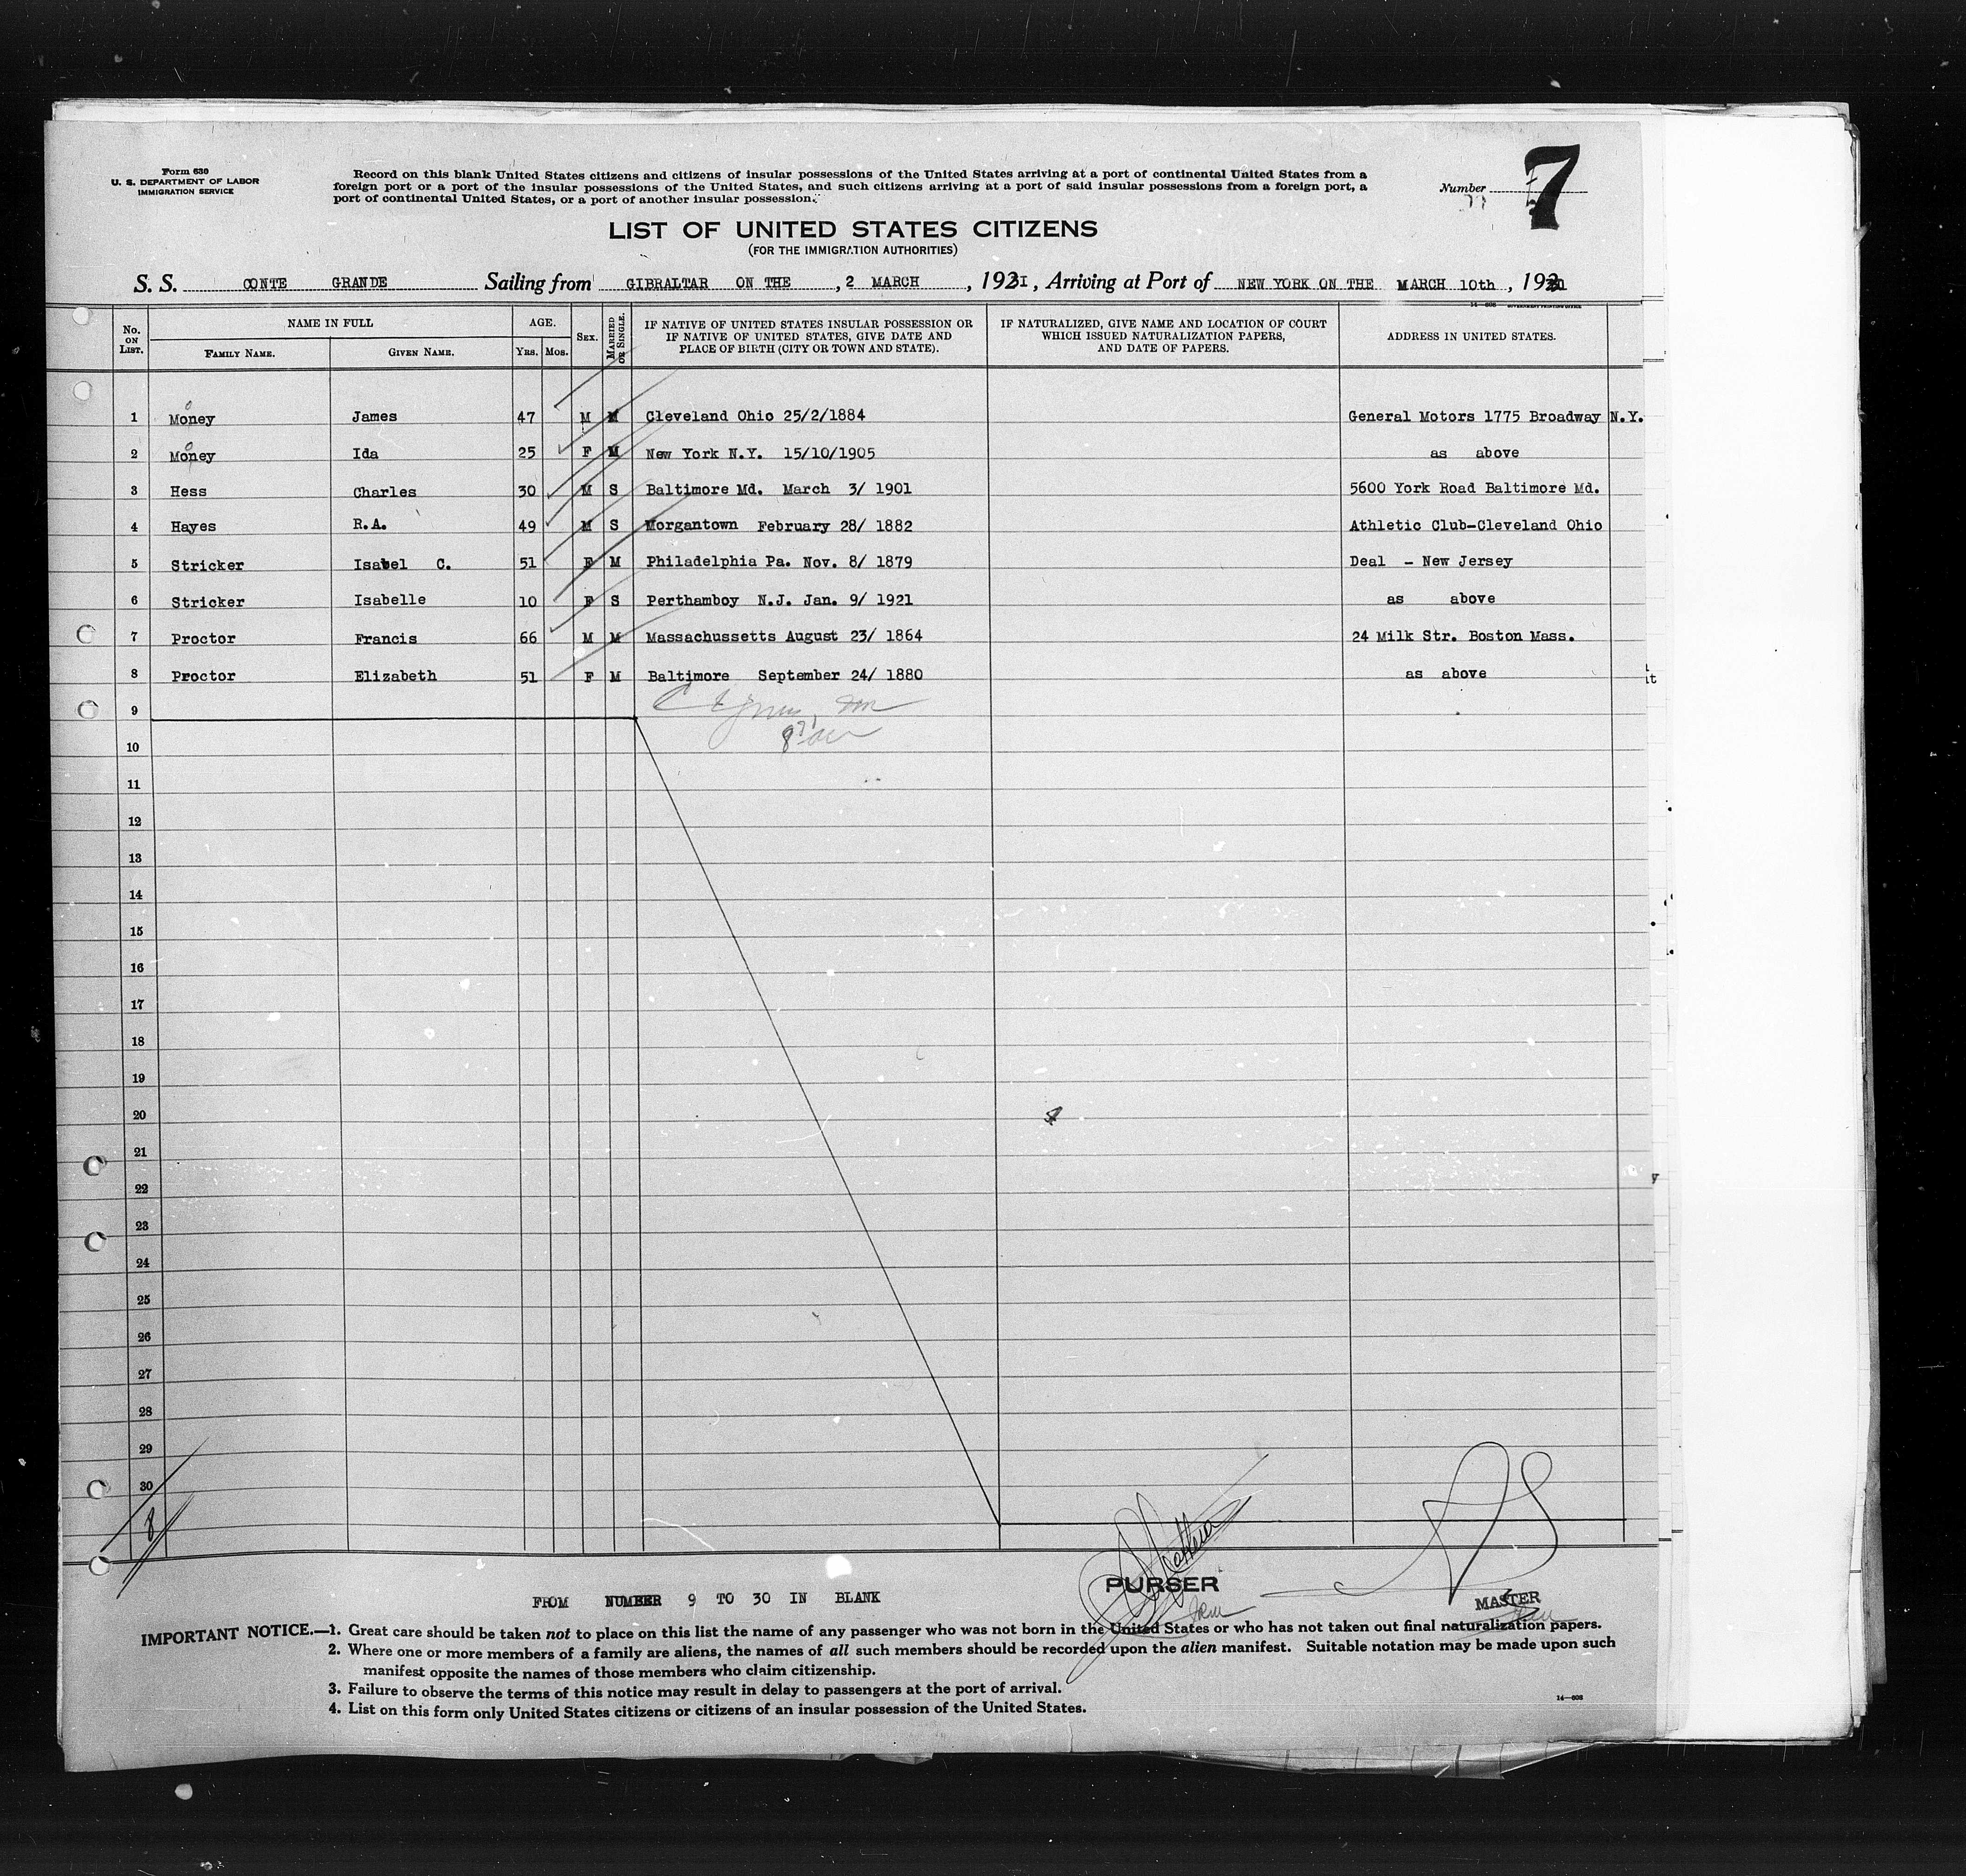 Form 630
U. S. DEPARTMENT OF LABOR
IMMIGRATION SERVICE
Record on this blank United States citizens and citizens of insular possessions of the United States arriving at a port of continental United States from a
foreign port or a port of the insular possessions of the United States, and such citizens arriving at a port of said insular possessions from a foreign port, a
port of continental United States, or a port of another insular possession.
Number 7
LIST OF UNITED STATES CITIZENS
(FOR THE IMMIGRATION AUTHORITIES)
S. S. CONTE GRANDE Sailing from GIBRALTAR ON THE , 2 MARCH , 1931, Arriving at Port of NEW YORK ON THE MARCH 10th , 192
14-608 GOVERNMENT PRINTING OFFICE
No. ON LIST. NAME IN FULL AGE. SEX. MARRIED OR SINGLE. IF NATIVE OF UNITED STATES INSULAR POSSESSION OR IF NATIVE OF UNITED STATES, GIVE DATE AND PLACE OF BIRTH (CITY OR TOWN AND STATE). IF NATURALIZED, GIVE NAME AND LOCATION OF COURT WHICH ISSUED NATURALIZATION PAPERS, AND DATE OF PAPERS. ADDRESS IN UNITED STATES.
FAMILY NAME. GIVEN NAME. YRS. MOS.
1 Money James 47 M M Cleveland Ohio 25/2/1884 General Motors 1775 Broadway N.Y.
2 Money Ida 25 F M New York N.Y. 15/10/1905 as above
3 Hess Charles 30 M S Baltimore Md. March 3/ 1901 5600 York Road Baltimore Md.
4 Hayes R.A. 49 M S Morgantown February 28/ 1882 Athletic Club-Cleveland Ohio
5 Stricker Isabel C. 51 F M Philadelphia Pa. Nov. 8/ 1879 Deal - New Jersey
6 Stricker Isabelle 10 F S Perthamboy N.J. Jan. 9/ 1921 as above
7 Proctor Francis 66 M M Massachussetts August 23/ 1864 24 Milk Str. Boston Mass.
8 Proctor Elizabeth 51 F M Baltimore September 24/ 1880 as above
9
10
11
12
13
14
15
16
17
18
19
20
21
22
23
24
25
26
27
28
29
30
8
PURSER
MASTER
FROM NUMBER 9 TO 30 IN BLANK
IMPORTANT NOTICE.—1. Great care should be taken not to place on this list the name of any passenger who was not born in the United States or who has not taken out final naturalization papers.
2. Where one or more members of a family are aliens, the names of all such members should be recorded upon the alien manifest. Suitable notation may be made upon such
manifest opposite the names of those members who claim citizenship.
3. Failure to observe the terms of this notice may result in delay to passengers at the port of arrival.
4. List on this form only United States citizens or citizens of an insular possession of the United States.
14—608